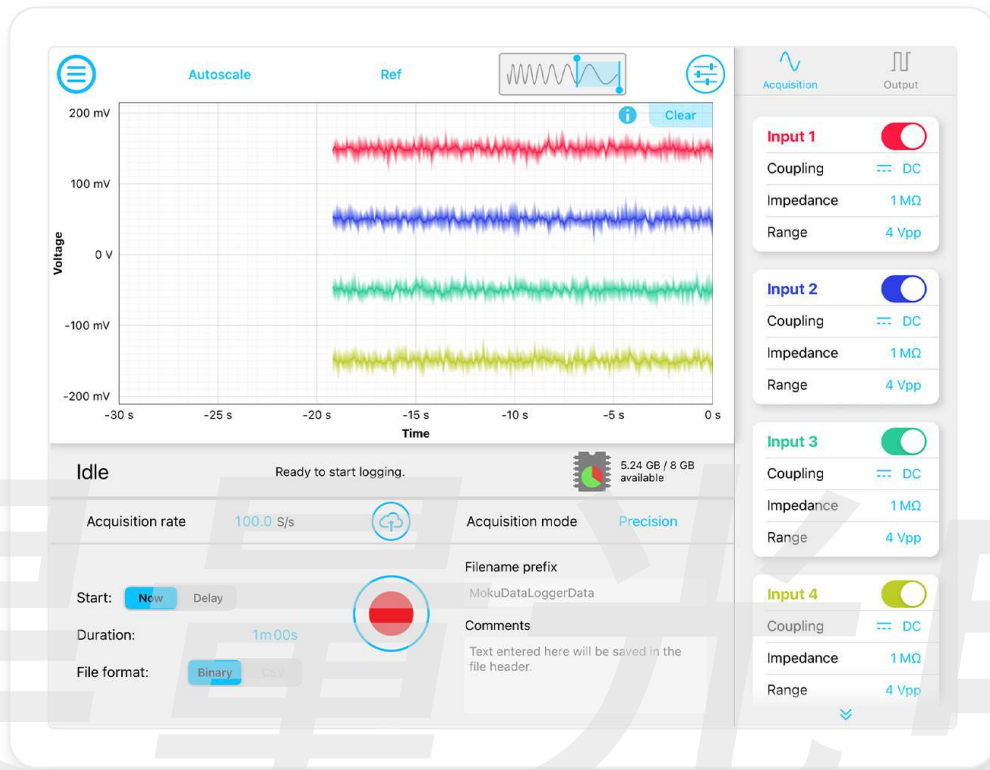 Autoscale
Ref
Acquisition
Output
200 mV
100 mV
0 V
-100 mV
-200 mV
Voltage
i
Clear
-30 s
-25 s
-20 s
-15 s
-10 s
-5 s
0 s
Time
Input 1
Coupling DC
Impedance 1 MΩ
Range 4 Vpp
Input 2
Coupling DC
Impedance 1 MΩ
Range 4 Vpp
Input 3
Coupling DC
Impedance 1 MΩ
Range 4 Vpp
Input 4
Coupling DC
Impedance 1 MΩ
Range 4 Vpp
Idle
Ready to start logging.
5.24 GB / 8 GB
available
Acquisition rate 100.0 S/s
Acquisition mode Precision
Start: Now Delay
Duration: 1m00s
File format: Binary CSV
Filename prefix
MokuDataLoggerData
Comments
Text entered here will be saved in the
file header.